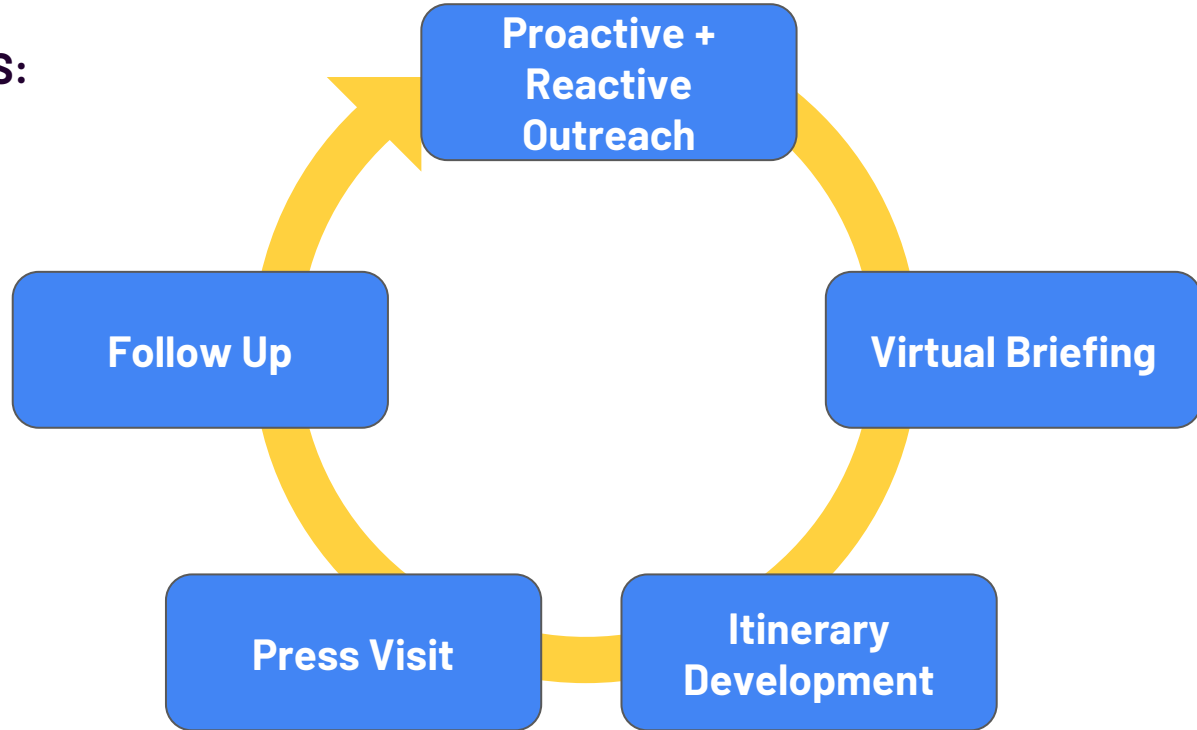 S:
Proactive +
Reactive
Outreach
Follow Up
Virtual Briefing
Press Visit
Itinerary
Development